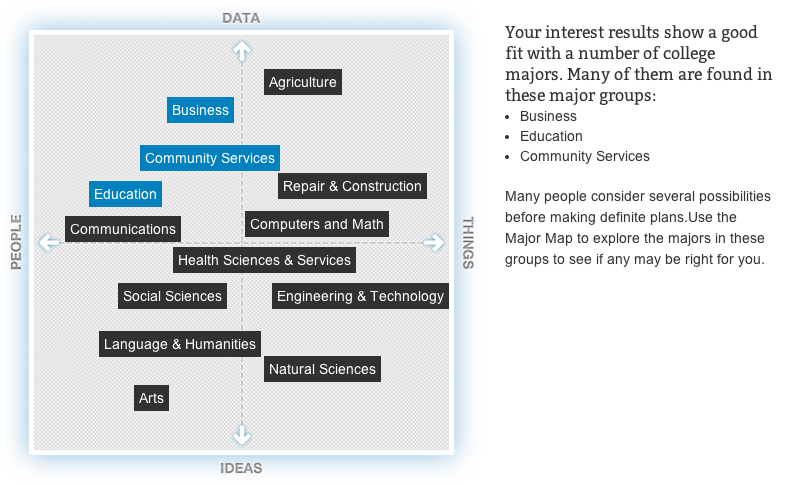 DATA
Agriculture
Business
Community Services
Repair & Construction
Education
Computers and Math
Communications
PEOPLE
THINGS
Health Sciences & Services
Social Sciences
Engineering & Technology
Language & Humanities
Natural Sciences
Arts
IDEAS
Your interest results show a good
fit with a number of college
majors. Many of them are found in
these major groups:
• Business
• Education
• Community Services
Many people consider several possibilities
before making definite plans.Use the
Major Map to explore the majors in these
groups to see if any may be right for you.